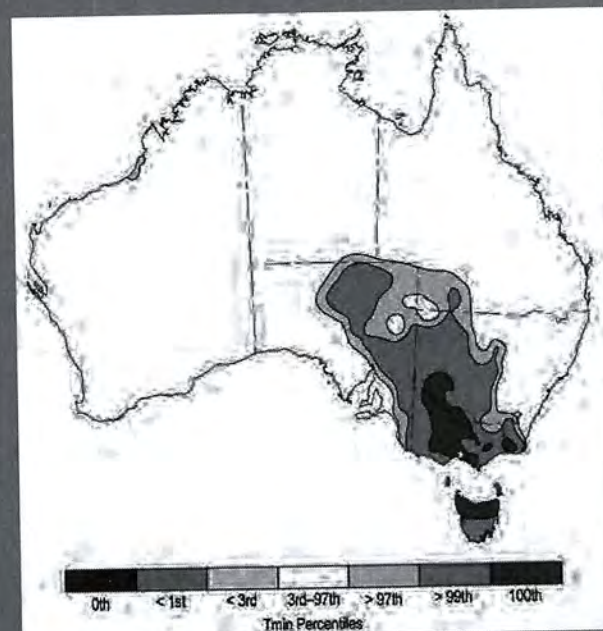 0th < 1st < 3rd 3rd–97th > 97th > 99th 100th
Tmin Percentiles